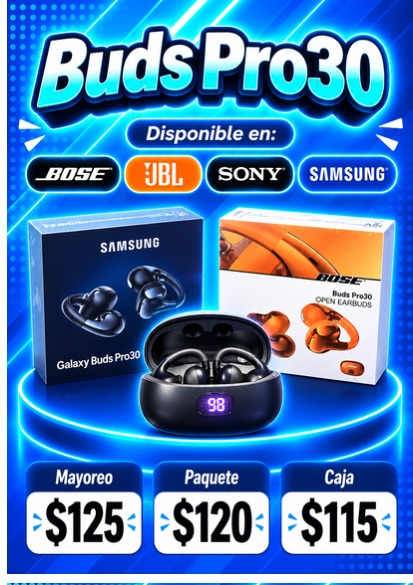 Buds Pro30
Disponible en:
BOSE
JBL
SONY
SAMSUNG
SAMSUNG
Galaxy Buds Pro30
BOSE
Buds Pro30
OPEN EARBUDS
98
Mayoreo
$125
Paquete
$120
Caja
$115